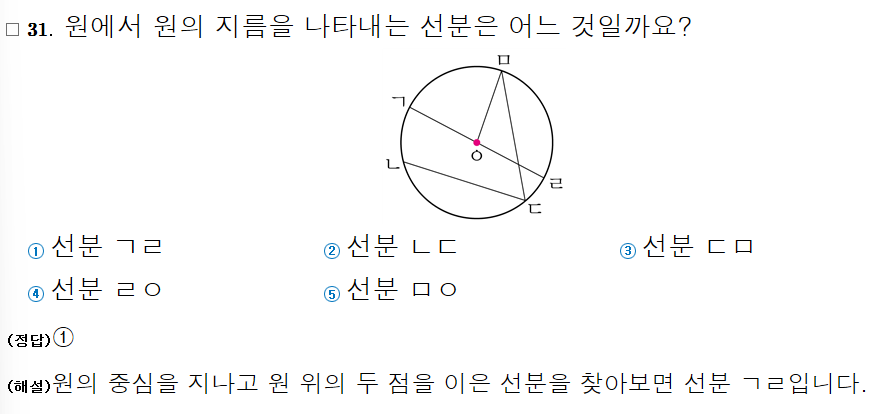 □ 31. 원에서 원의 지름을 나타내는 선분은 어느 것일까요?
ㅁ
ㄱ
ㅇ
ㄴ
ㄹ
ㄷ
① 선분 ㄱㄹ ② 선분 ㄴㄷ ③ 선분 ㄷㅁ
④ 선분 ㄹㅇ ⑤ 선분 ㅁㅇ
(정답)①
(해설)원의 중심을 지나고 원 위의 두 점을 이은 선분을 찾아보면 선분 ㄱㄹ입니다.